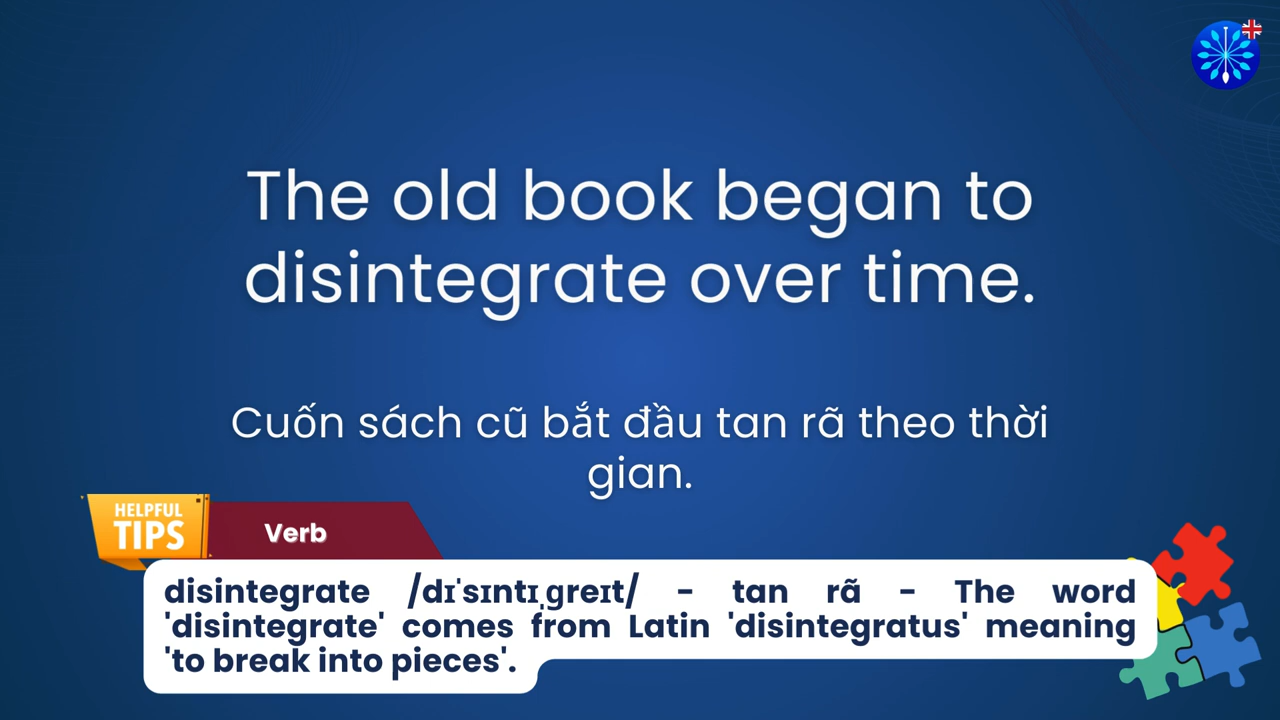 The old book began to
disintegrate over time.
Cuốn sách cũ bắt đầu tan rã theo thời
gian.
HELPFUL
TIPS
Verb
disintegrate /dɪˈsɪntɪˌɡreɪt/ - tan rã - The word
'disintegrate' comes from Latin 'disintegratus' meaning
'to break into pieces'.